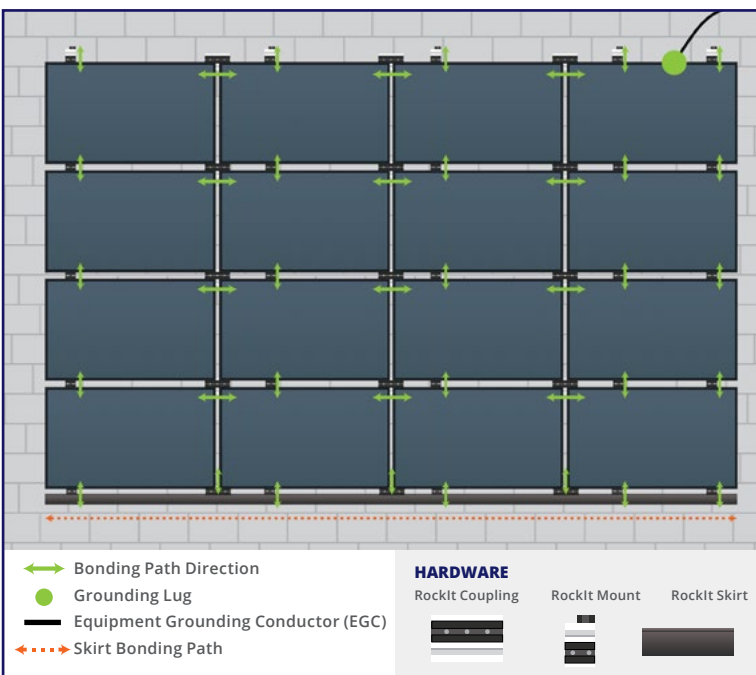 Bonding Path Direction
Grounding Lug
Equipment Grounding Conductor (EGC)
Skirt Bonding Path
HARDWARE
RockIt Coupling
RockIt Mount
RockIt Skirt